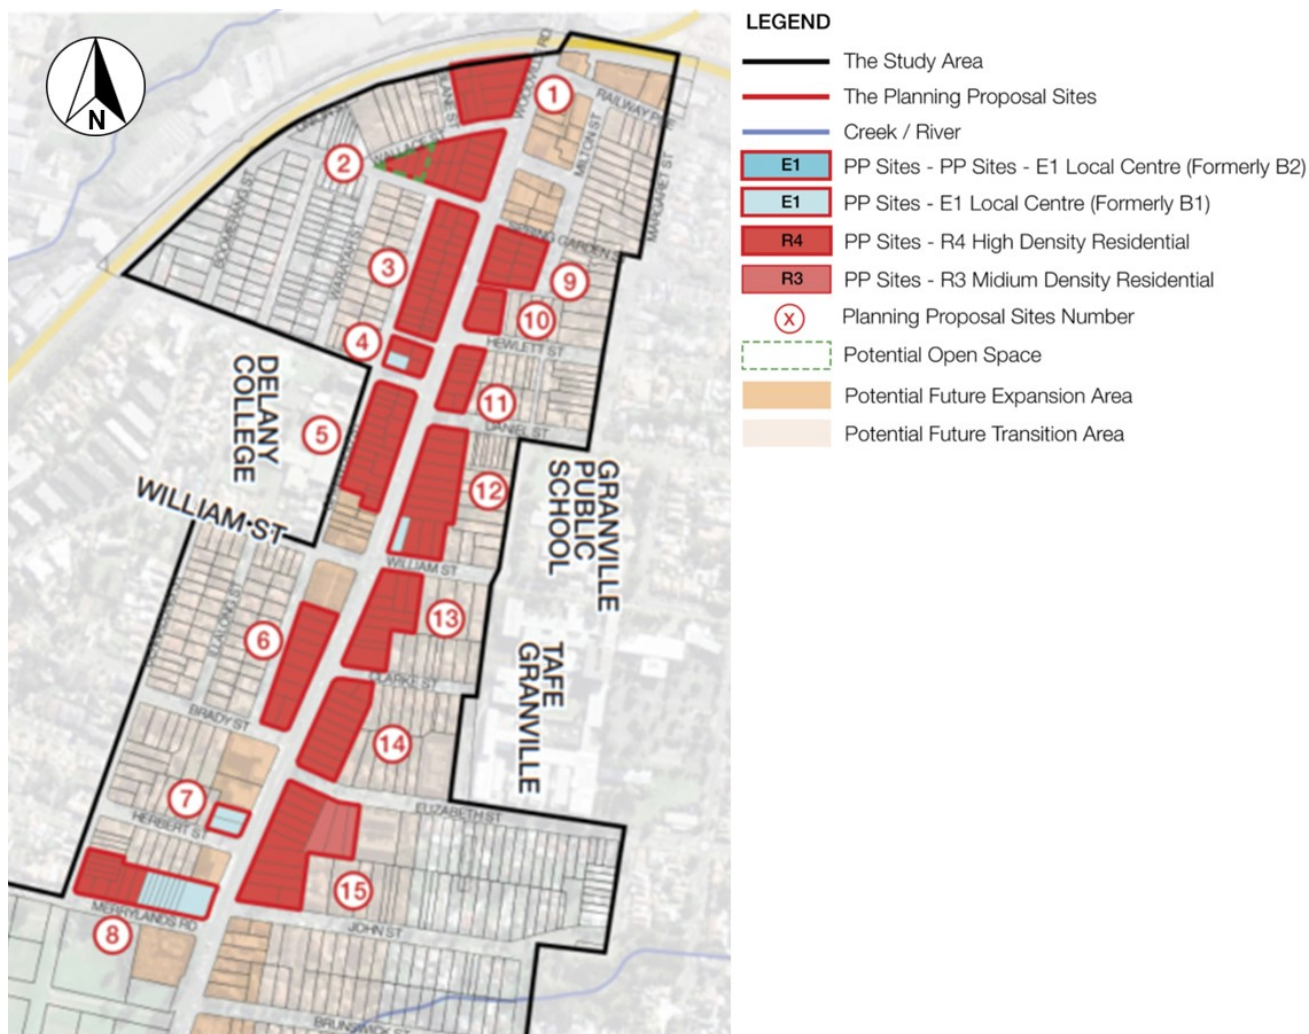 N
LEGEND
The Study Area
The Planning Proposal Sites
Creek / River
E1 PP Sites - PP Sites - E1 Local Centre (Formerly B2)
E1 PP Sites - E1 Local Centre (Formerly B1)
R4 PP Sites - R4 High Density Residential
R3 PP Sites - R3 Midium Density Residential
X Planning Proposal Sites Number
Potential Open Space
Potential Future Expansion Area
Potential Future Transition Area
WOODVILLE RD
1
RAILWAY
MILTON ST
MARGARET ST
2
WALLACE ST
BOOMERANG ST
SPRING GARDEN S
3
9
10
4
HEWLETT ST
DELANY
COLLEGE
11
5
DANIEL ST
12
GRANVILLE
PUBLIC
SCHOOL
WILLIAM ST
WILLIAM ST
13
6
TAFE
GRANVILLE
CLARKE ST
BRADY ST
14
7
ELIZABETH ST
HERBERT ST
15
MERRYLANDS RD
8
JOHN ST
BRUNSWICK ST